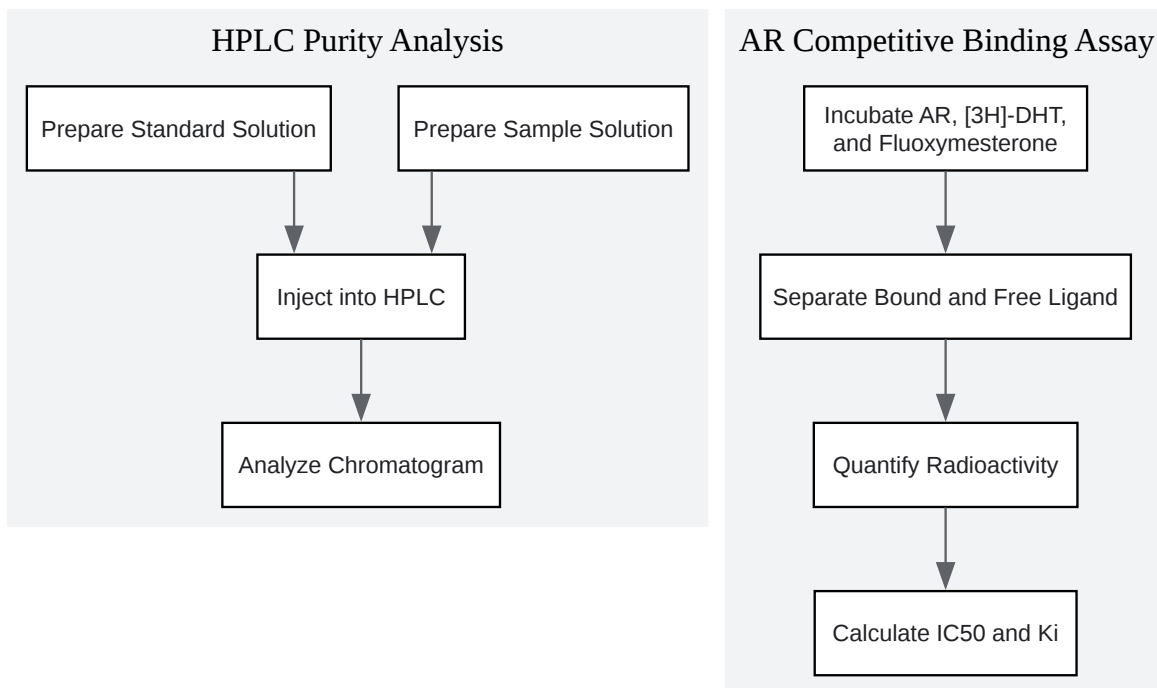 HPLC Purity Analysis
Prepare Standard Solution
Prepare Sample Solution
Inject into HPLC
Analyze Chromatogram
AR Competitive Binding Assay
Incubate AR, [3H]-DHT,
and Fluoxymesterone
Separate Bound and Free Ligand
Quantify Radioactivity
Calculate IC50 and Ki